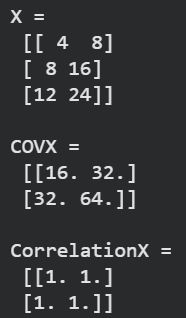 X =
[[ 4  8]
[ 8 16]
[12 24]]
COVX =
[[16. 32.]
[32. 64.]]
CorrelationX =
[[1. 1.]
[1. 1.]]